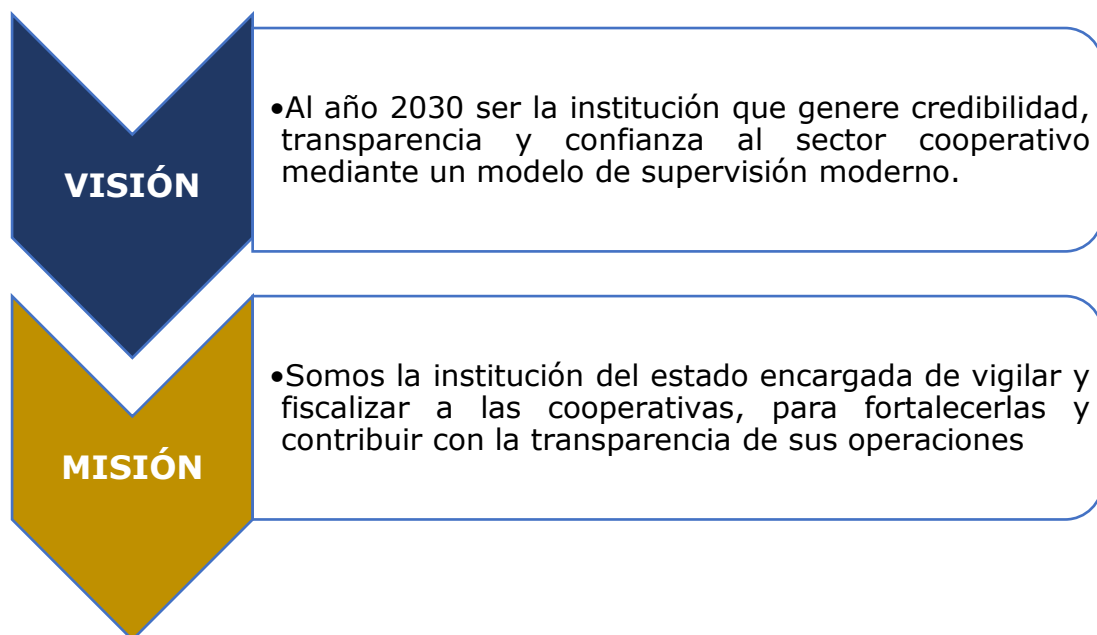 VISIÓN
•Al año 2030 ser la institución que genere credibilidad,
transparencia y confianza al sector cooperativo
mediante un modelo de supervisión moderno.
MISIÓN
•Somos la institución del estado encargada de vigilar y
fiscalizar a las cooperativas, para fortalecerlas y
contribuir con la transparencia de sus operaciones